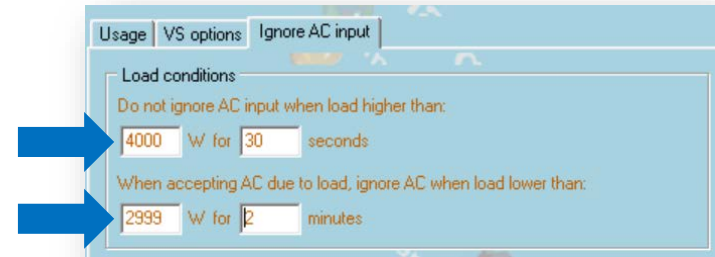 Usage VS options Ignore AC input
Load conditions
Do not ignore AC input when load higher than:
4000 W for 30 seconds
When accepting AC due to load, ignore AC when load lower than:
2999 W for 2 minutes